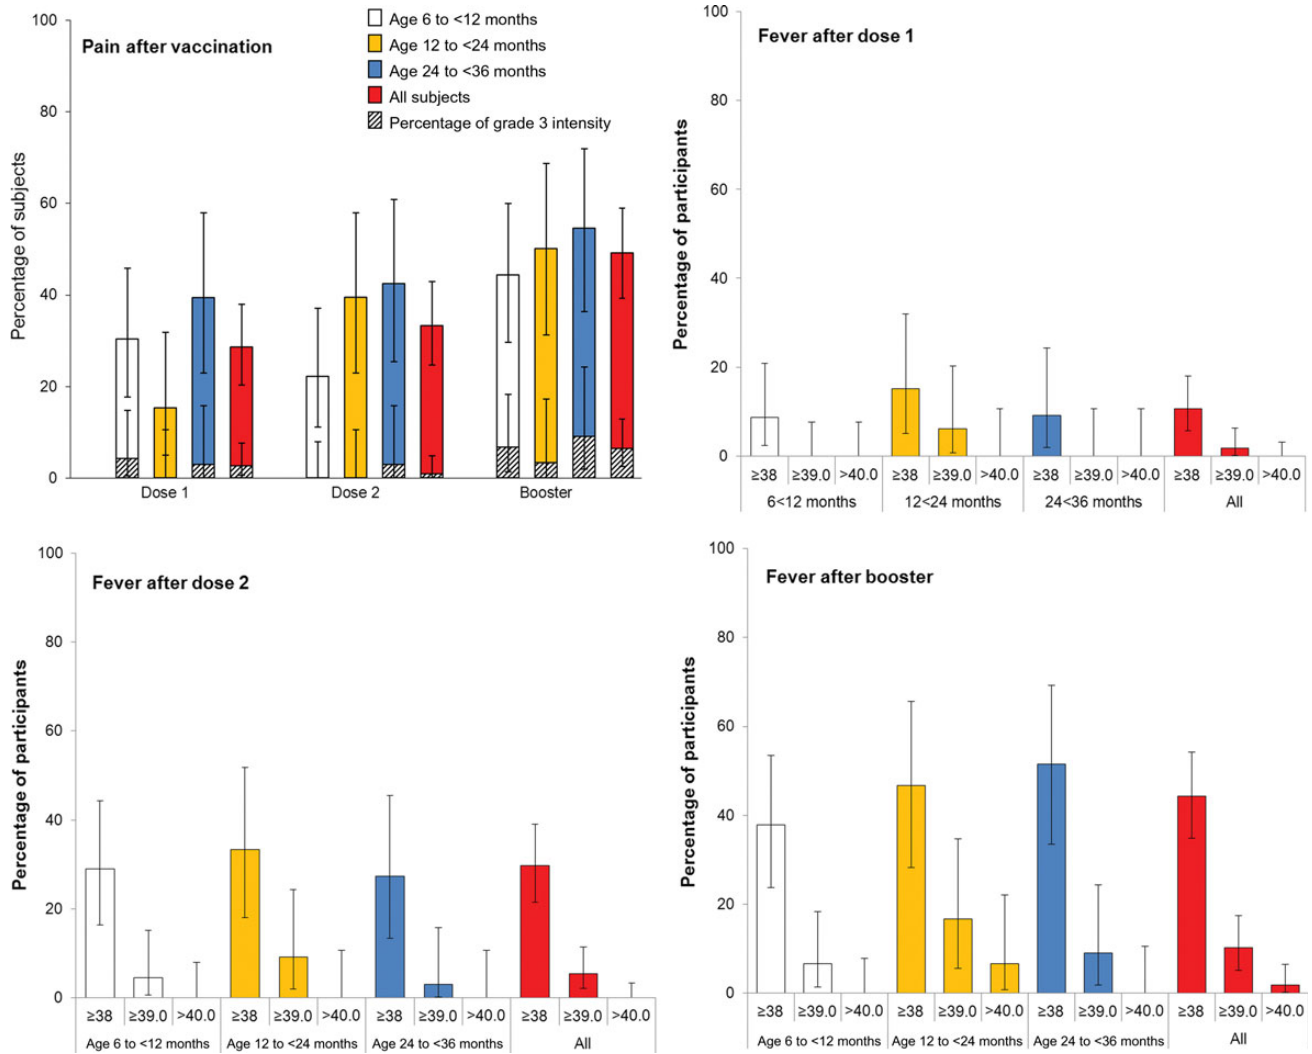 Pain after vaccination
Age 6 to <12 months
Age 12 to <24 months
Age 24 to <36 months
All subjects
Percentage of grade 3 intensity
Percentage of subjects
100
80
60
40
20
0
Dose 1 Dose 2 Booster
Fever after dose 1
Percentage of participants
100
80
60
40
20
0
≥38 ≥39.0 >40.0 ≥38 ≥39.0 >40.0 ≥38 ≥39.0 >40.0 ≥38 ≥39.0 >40.0
6<12 months 12<24 months 24<36 months All
Fever after dose 2
Percentage of participants
100
80
60
40
20
0
≥38 ≥39.0 >40.0 ≥38 ≥39.0 >40.0 ≥38 ≥39.0 >40.0 ≥38 ≥39.0 >40.0
Age 6 to <12 months Age 12 to <24 months Age 24 to <36 months All
Fever after booster
Percentage of participants
100
80
60
40
20
0
≥38 ≥39.0 >40.0 ≥38 ≥39.0 >40.0 ≥38 ≥39.0 >40.0 ≥38 ≥39.0 >40.0
Age 6 to <12 months Age 12 to <24 months Age 24 to <36 months All